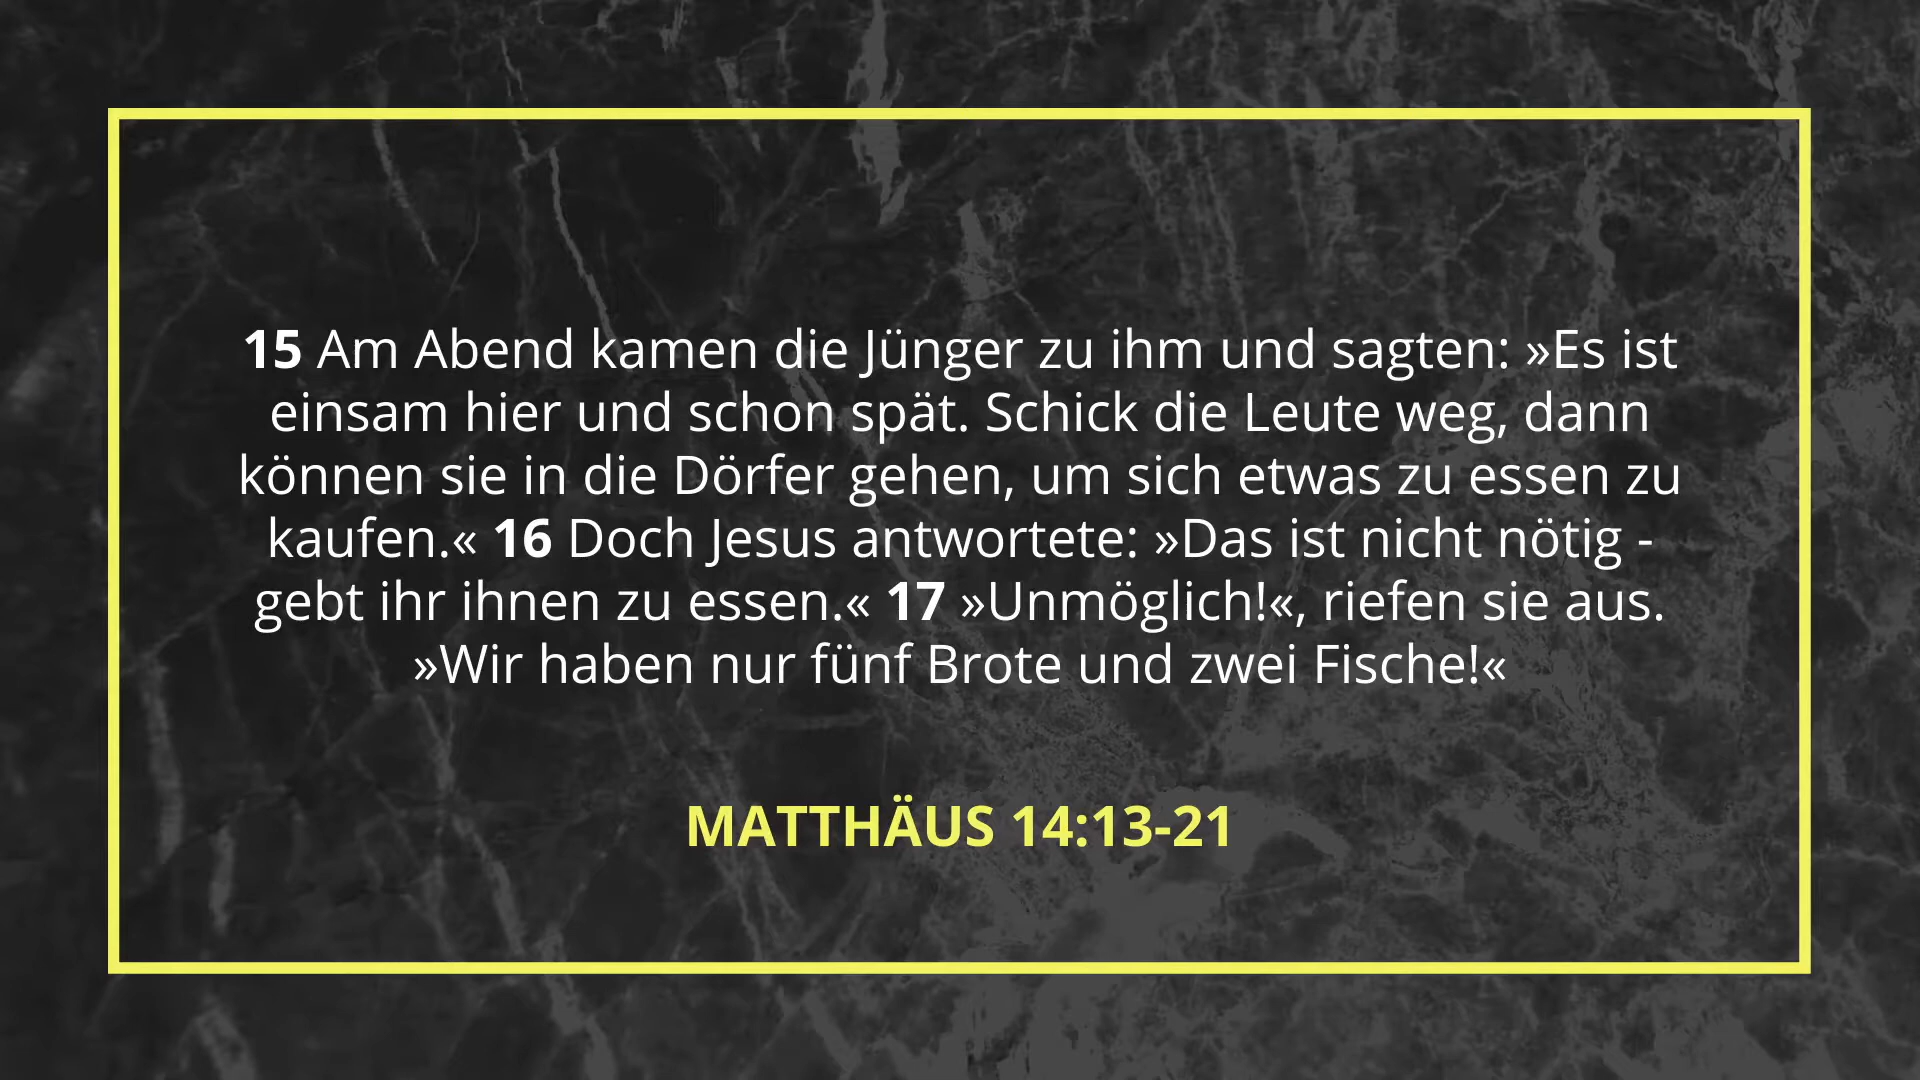 15 Am Abend kamen die Jünger zu ihm und sagten: »Es ist
einsam hier und schon spät. Schick die Leute weg, dann
können sie in die Dörfer gehen, um sich etwas zu essen zu
kaufen.« 16 Doch Jesus antwortete: »Das ist nicht nötig -
gebt ihr ihnen zu essen.« 17 »Unmöglich!«, riefen sie aus.
»Wir haben nur fünf Brote und zwei Fische!«
MATTHÄUS 14:13-21